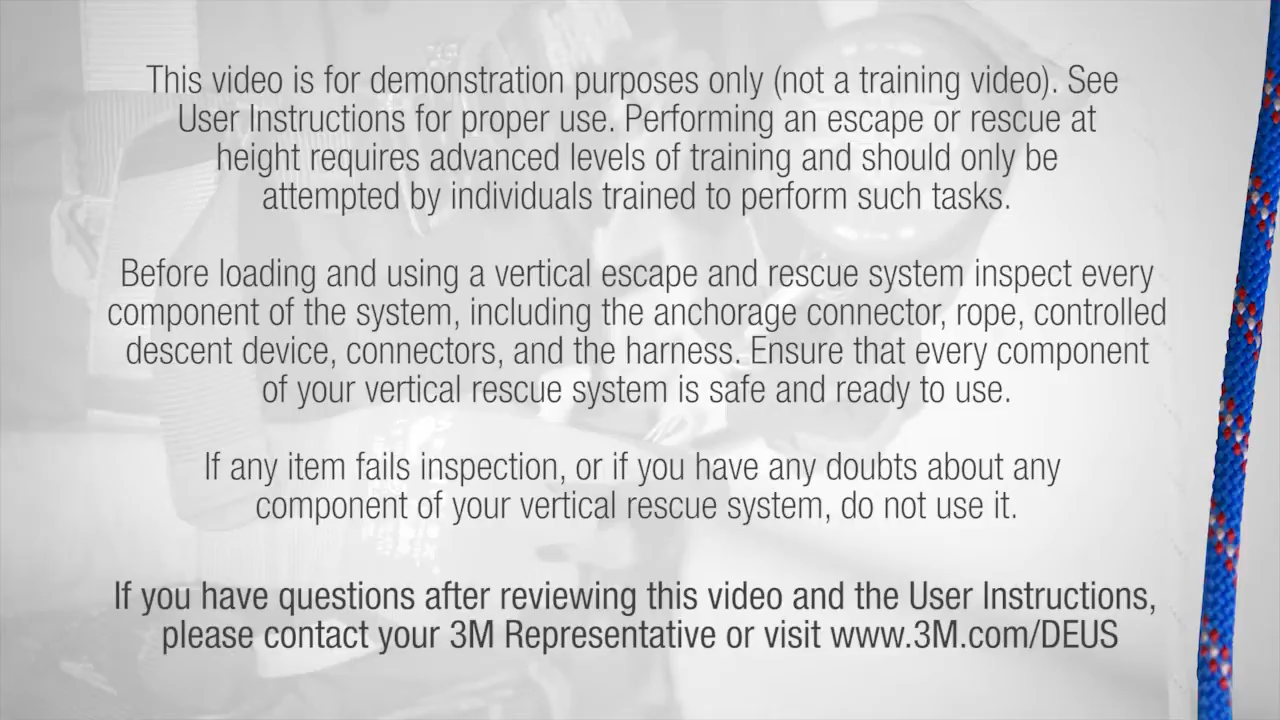 This video is for demonstration purposes only (not a training video). See
User Instructions for proper use. Performing an escape or rescue at
height requires advanced levels of training and should only be
attempted by individuals trained to perform such tasks.
Before loading and using a vertical escape and rescue system inspect every
component of the system, including the anchorage connector, rope, controlled
descent device, connectors, and the harness. Ensure that every component
of your vertical rescue system is safe and ready to use.
If any item fails inspection, or if you have any doubts about any
component of your vertical rescue system, do not use it.
If you have questions after reviewing this video and the User Instructions,
please contact your 3M Representative or visit www.3M.com/DEUS